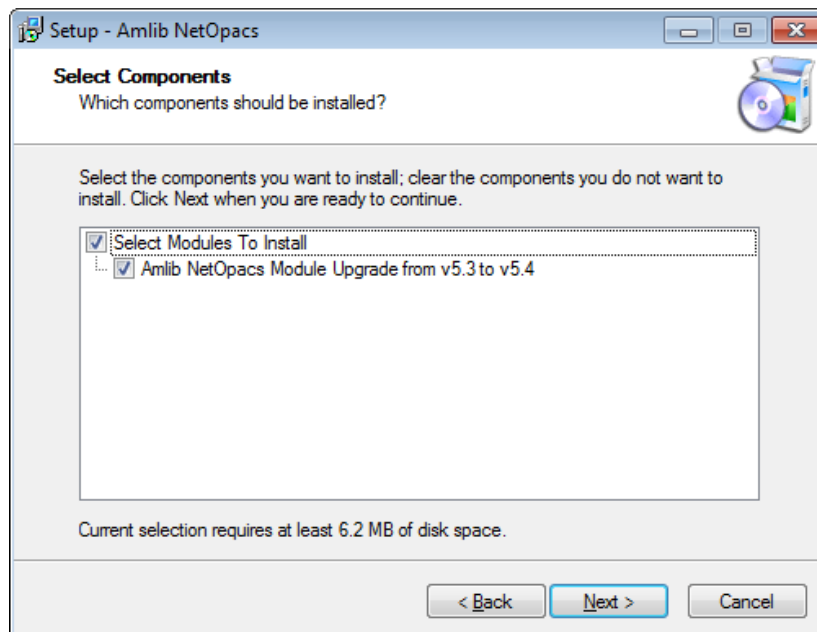 Setup - Amlib NetOpacs
Select Components
Which components should be installed?
Select the components you want to install; clear the components you do not want to
install. Click Next when you are ready to continue.
Select Modules To Install
Amlib NetOpacs Module Upgrade from v5.3 to v5.4
Current selection requires at least 6.2 MB of disk space.
< Back Next > Cancel